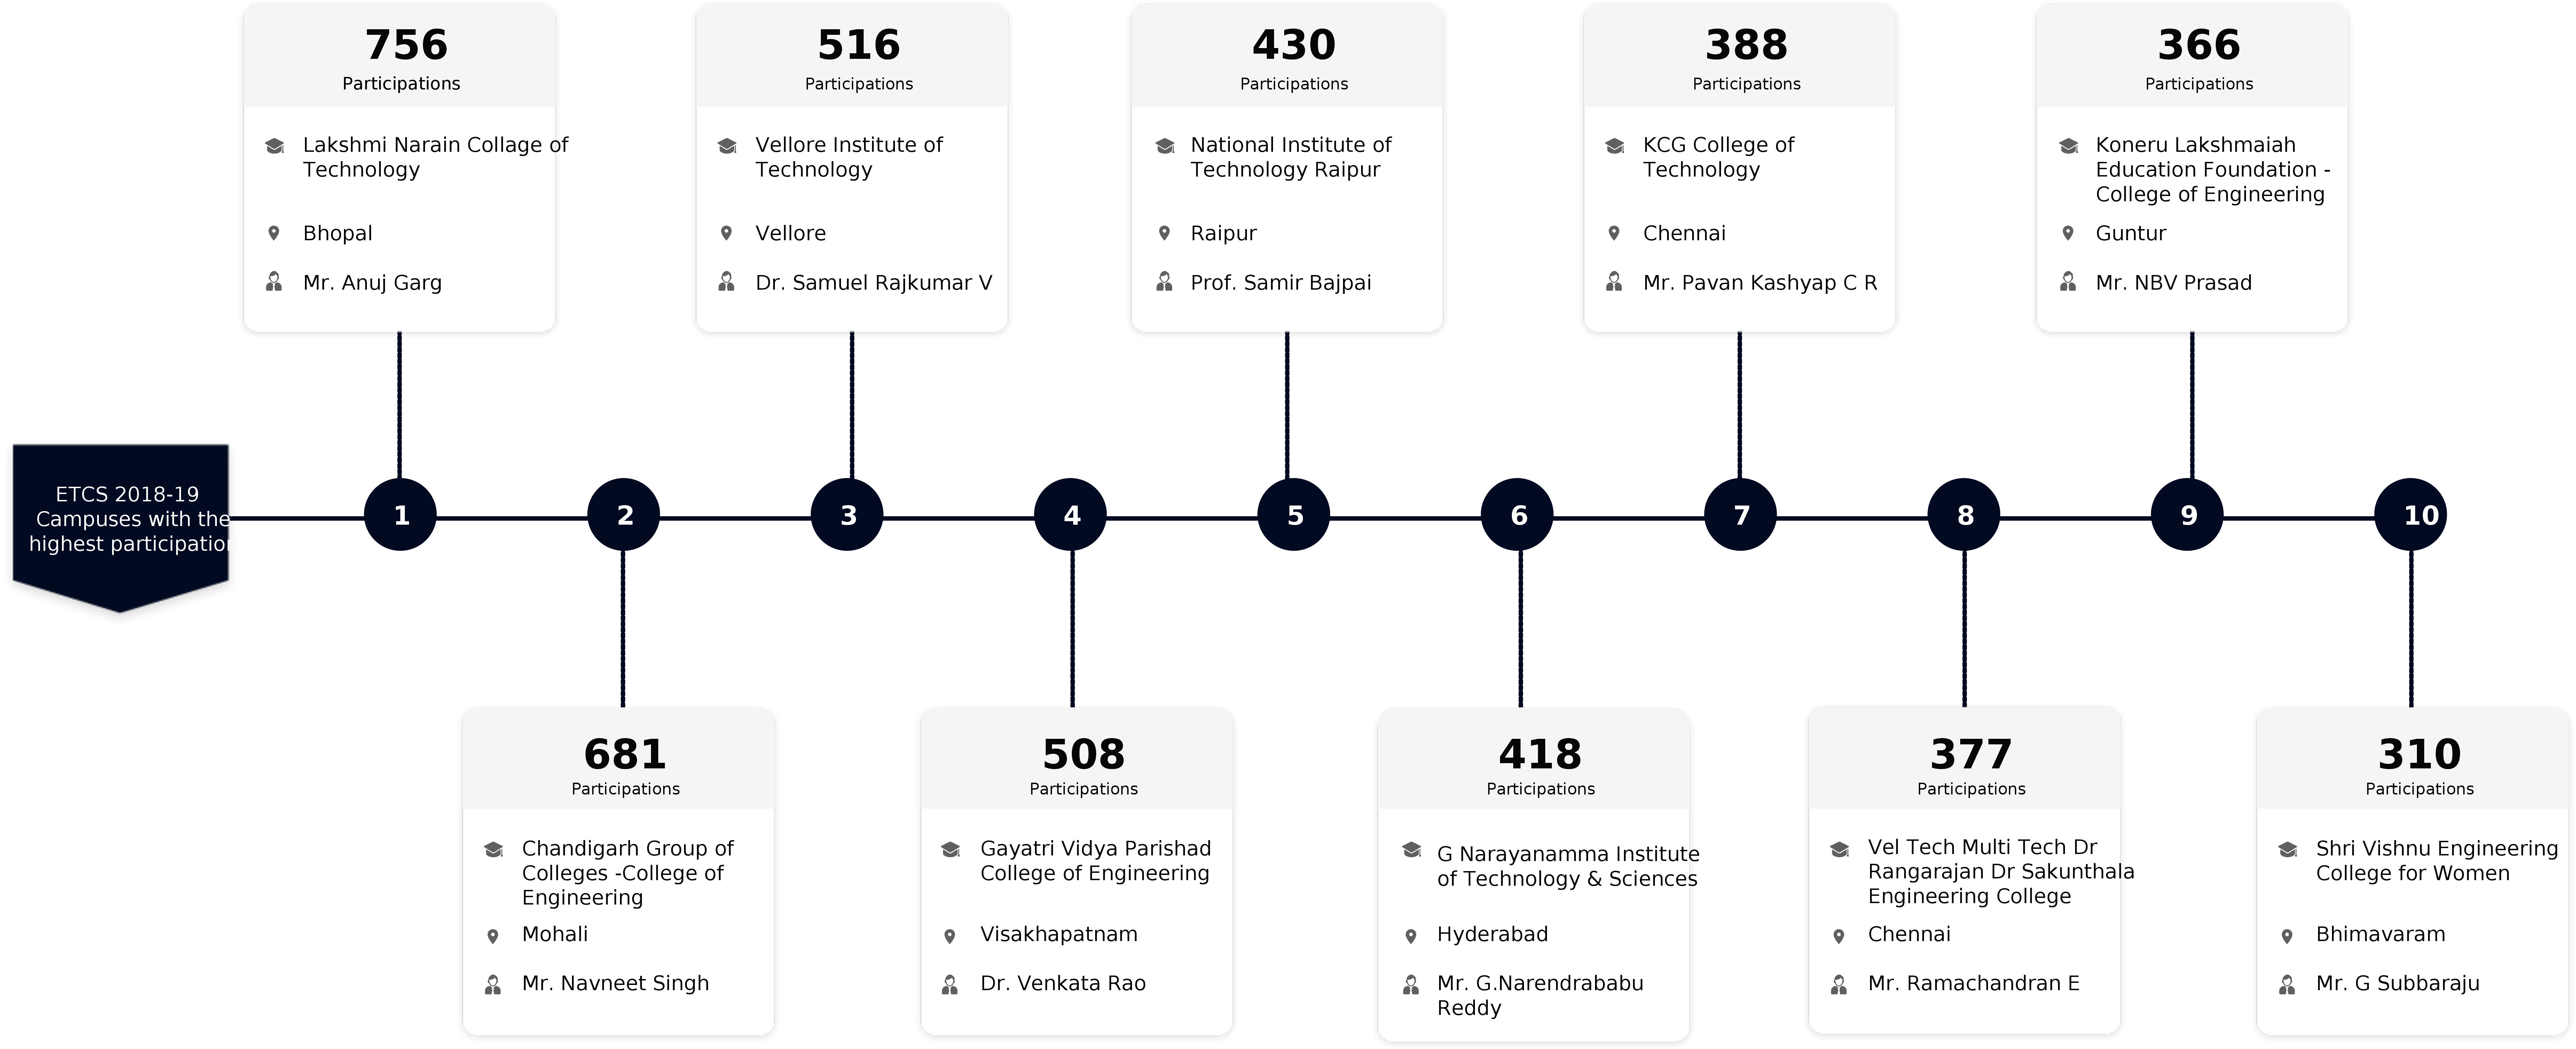 756
Participations
Lakshmi Narain Collage of
Technology
Bhopal
Mr. Anuj Garg
516
Participations
Vellore Institute of
Technology
Vellore
Dr. Samuel Rajkumar V
430
Participations
National Institute of
Technology Raipur
Raipur
Prof. Samir Bajpai
388
Participations
KCG College of
Technology
Chennai
Mr. Pavan Kashyap C R
366
Participations
Koneru Lakshmaiah
Education Foundation -
College of Engineering
Guntur
Mr. NBV Prasad
ETCS 2018-19
Campuses with the
highest participation
1
2
3
4
5
6
7
8
9
10
681
Participations
Chandigarh Group of
Colleges -College of
Engineering
Mohali
Mr. Navneet Singh
508
Participations
Gayatri Vidya Parishad
College of Engineering
Visakhapatnam
Dr. Venkata Rao
418
Participations
G Narayanamma Institute
of Technology & Sciences
Hyderabad
Mr. G.Narendrababu
Reddy
377
Participations
Vel Tech Multi Tech Dr
Rangarajan Dr Sakunthala
Engineering College
Chennai
Mr. Ramachandran E
310
Participations
Shri Vishnu Engineering
College for Women
Bhimavaram
Mr. G Subbaraju